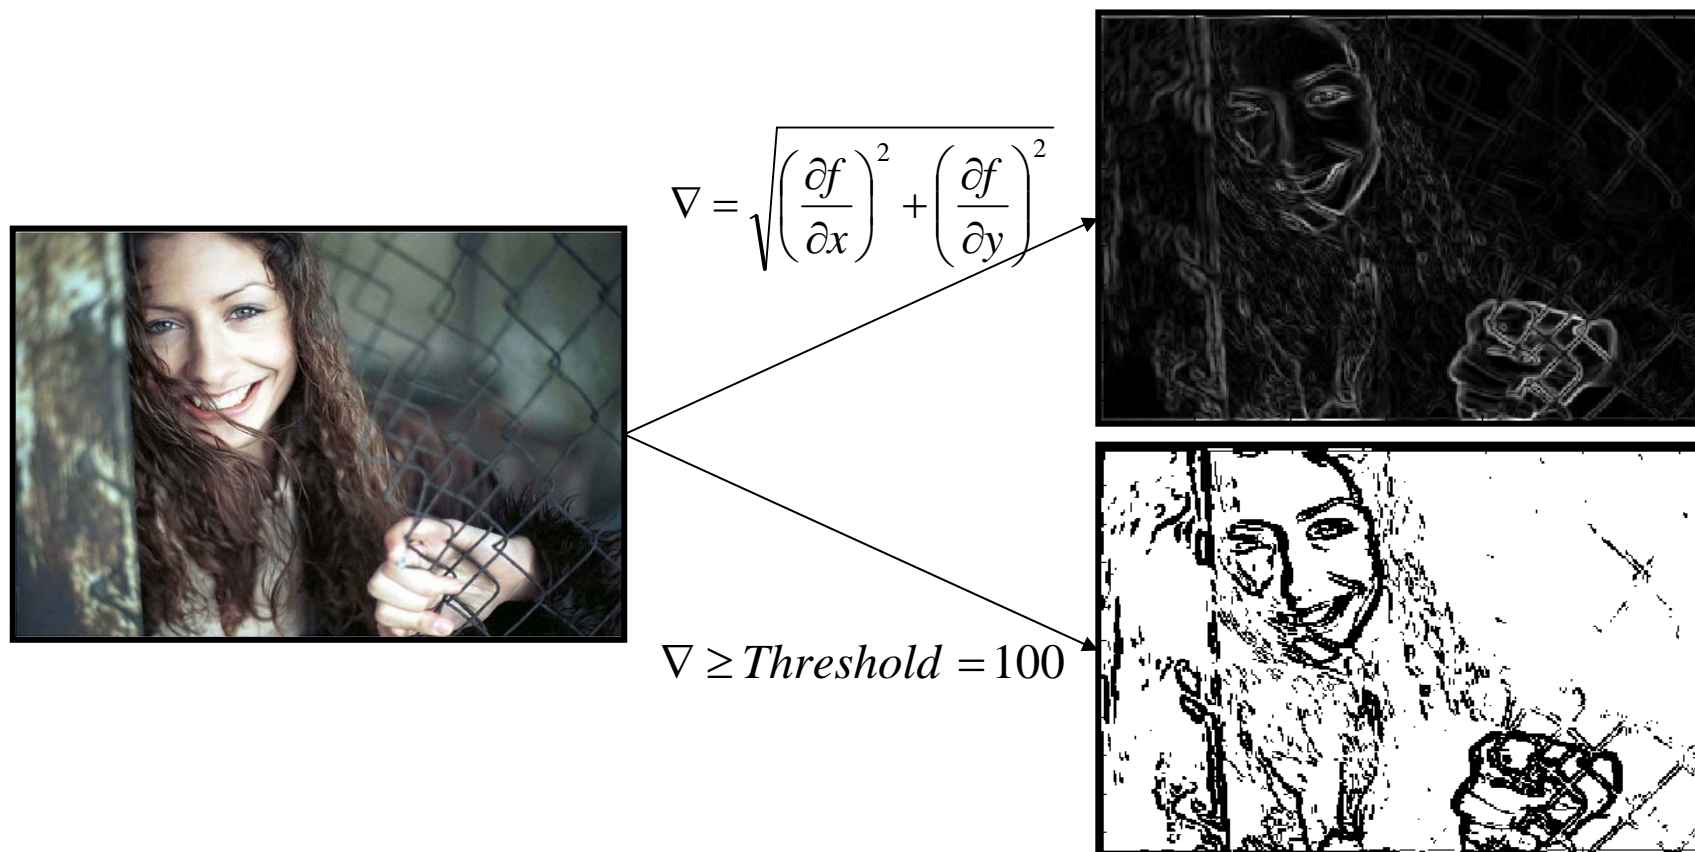 ∇ = √((∂f/∂x)² + (∂f/∂y)²)
∇ ≥ Threshold = 100